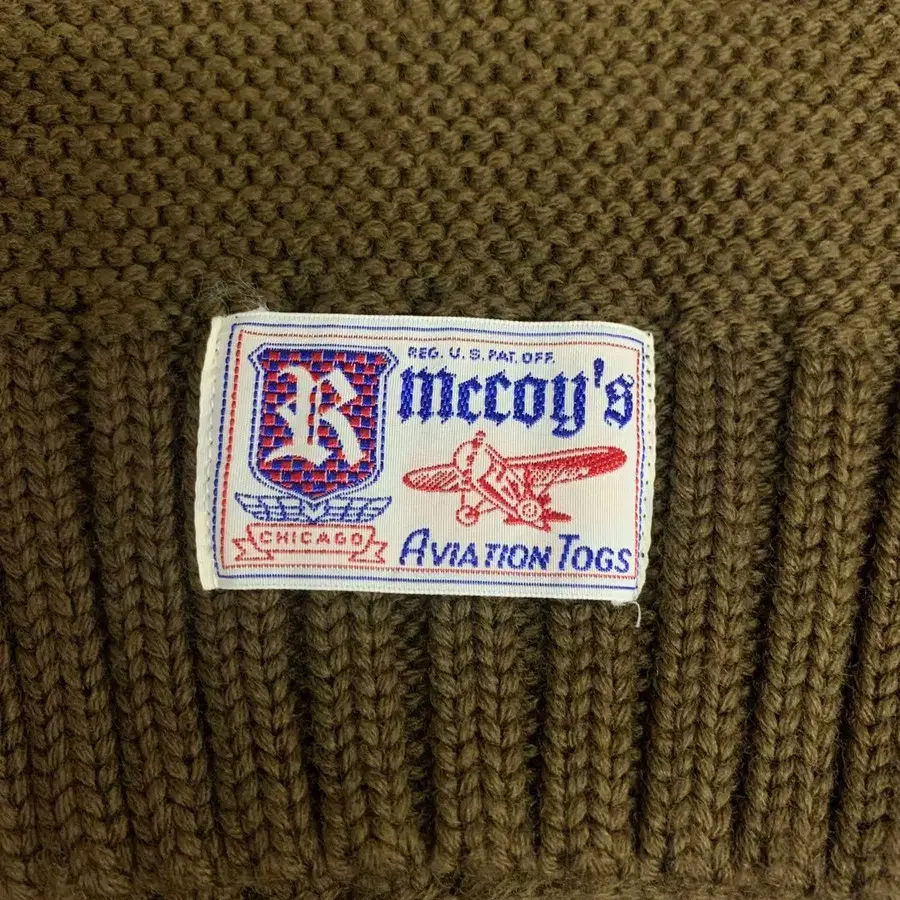 R
CHICAGO
REG. U.S. PAT. OFF.
mccoy's
AVIATION TOGS